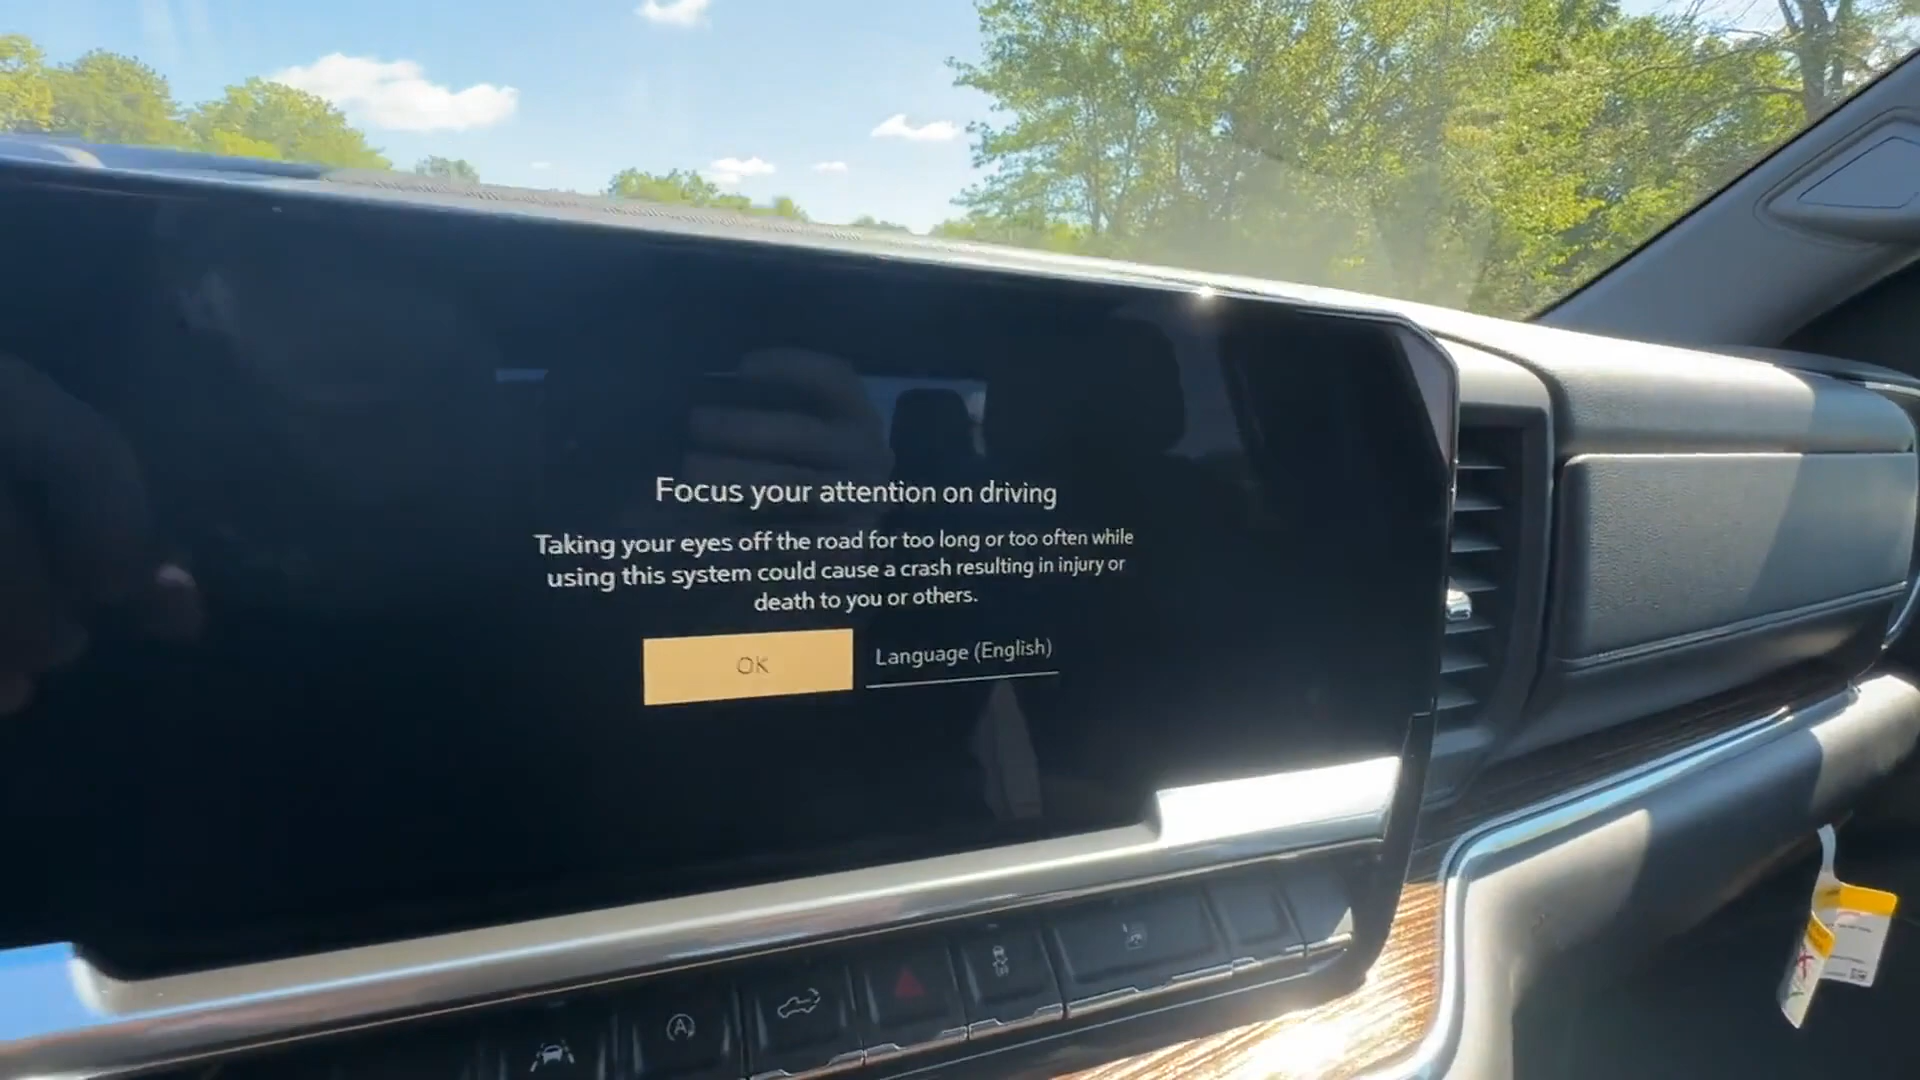 Focus your attention on driving
Taking your eyes off the road for too long or too often while
using this system could cause a crash resulting in injury or
death to you or others.
OK
Language (English)
A